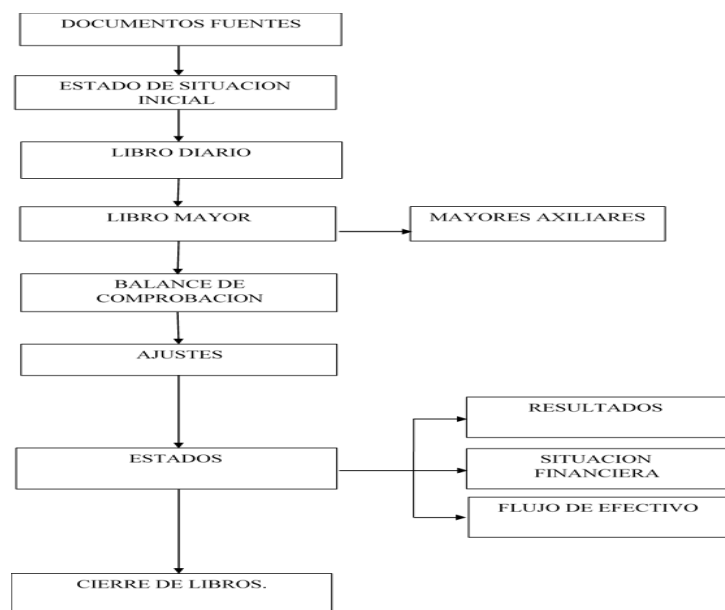 DOCUMENTOS FUENTES
ESTADO DE SITUACION
INICIAL
LIBRO DIARIO
LIBRO MAYOR
MAYORES AXILIARES
BALANCE DE
COMPROBACION
AJUSTES
ESTADOS
RESULTADOS
SITUACION
FINANCIERA
FLUJO DE EFECTIVO
CIERRE DE LIBROS.